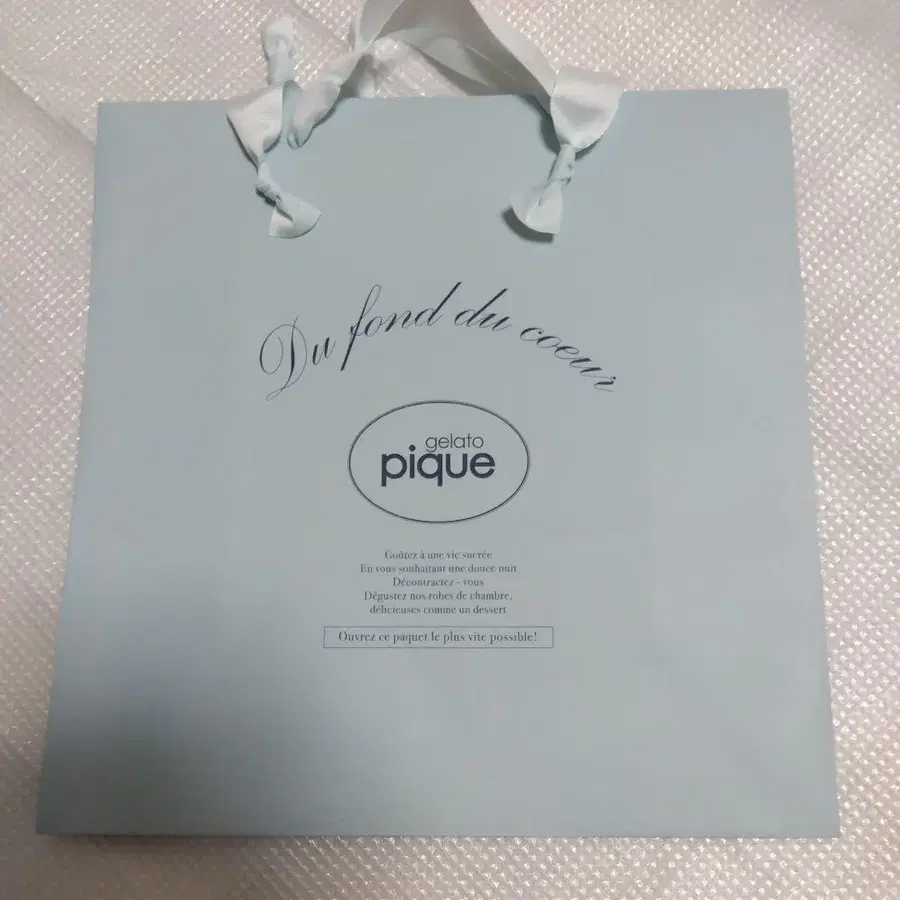 Du fond du coeur
gelato
pique
Goûtez à une vie sucrée
En vous souhaitant une douce nuit
Décontractez - vous
Dégustez nos robes de chambre,
délicieuses comme un dessert
Ouvrez ce paquet le plus vite possible!